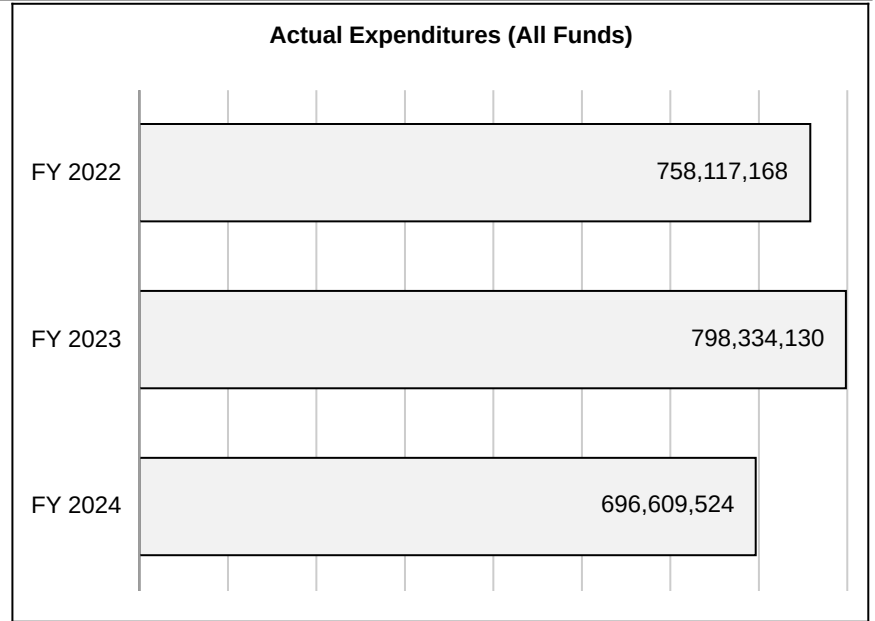 Actual Expenditures (All Funds)
FY 2022
758,117,168
FY 2023
798,334,130
FY 2024
696,609,524